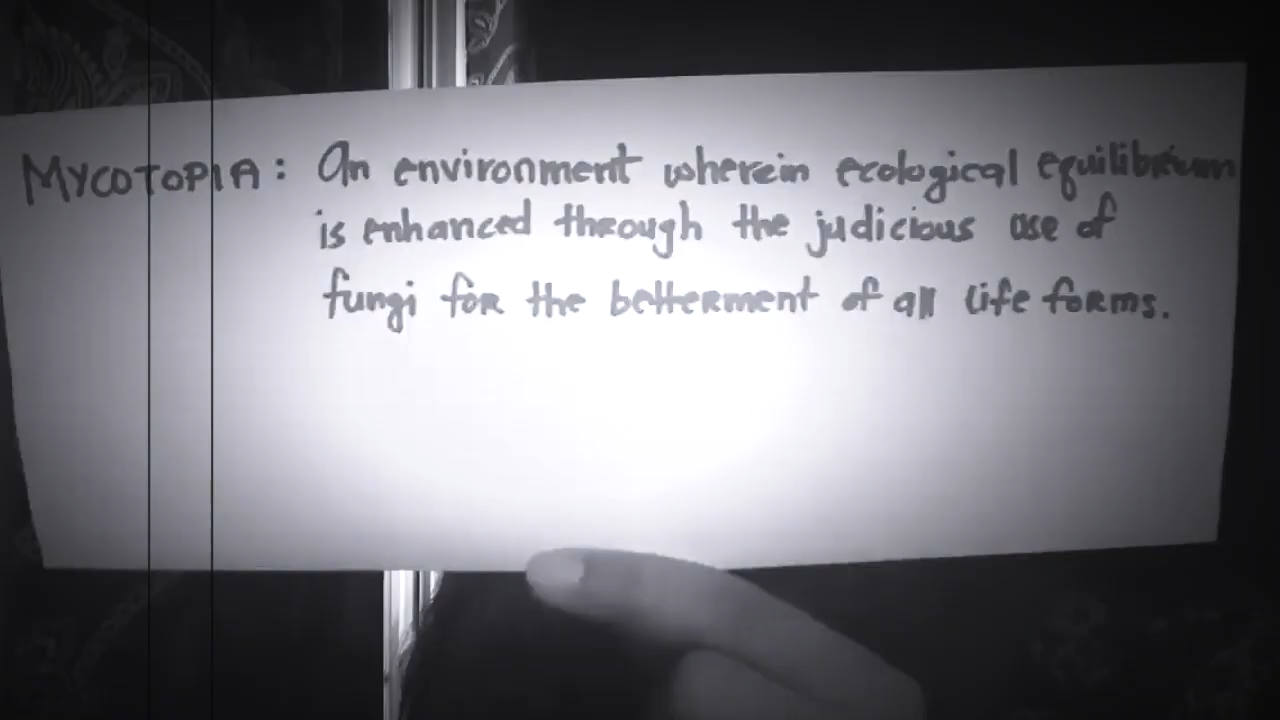 MYCOTOPIA: An environment wherein ecological equilibrium
is enhanced through the judicious use of
fungi for the betterment of all life forms.